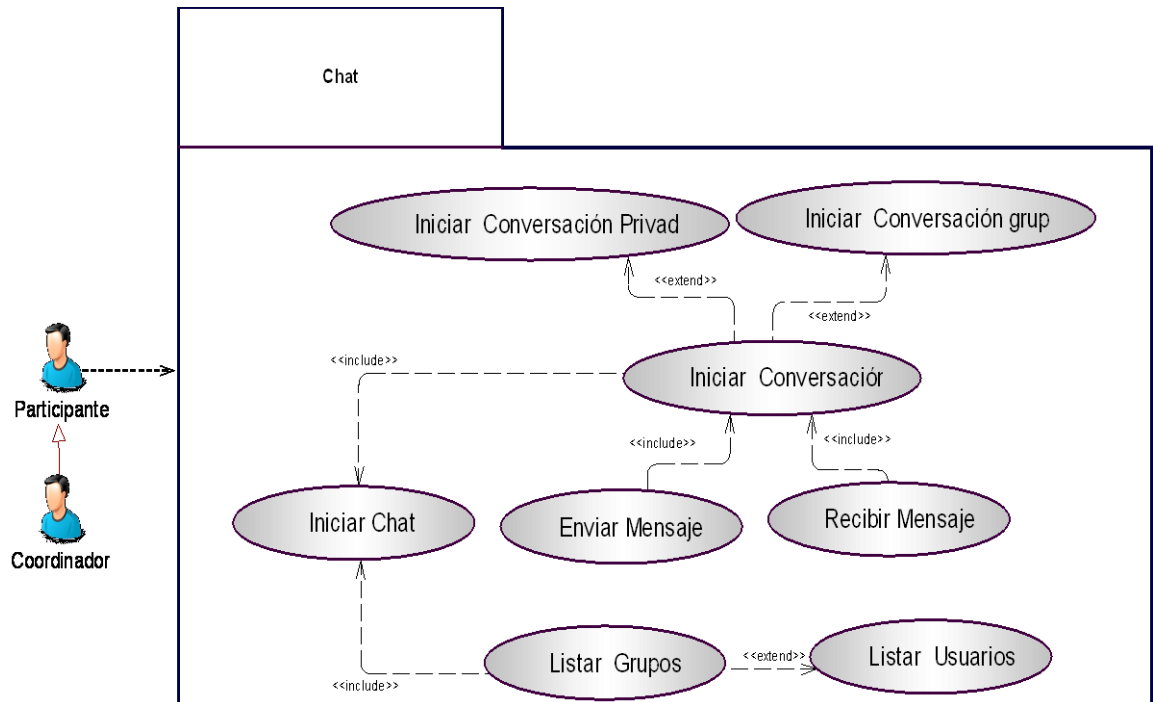 Chat
Iniciar Conversación Privad
Iniciar Conversación grup
<<extend>>
<<extend>>
<<include>>
Iniciar Conversaciór
Participante
<<include>>
<<include>>
Iniciar Chat
Enviar Mensaje
Recibir Mensaje
Coordinador
Listar Grupos
<<extend>>
Listar Usuarios
<<include>>